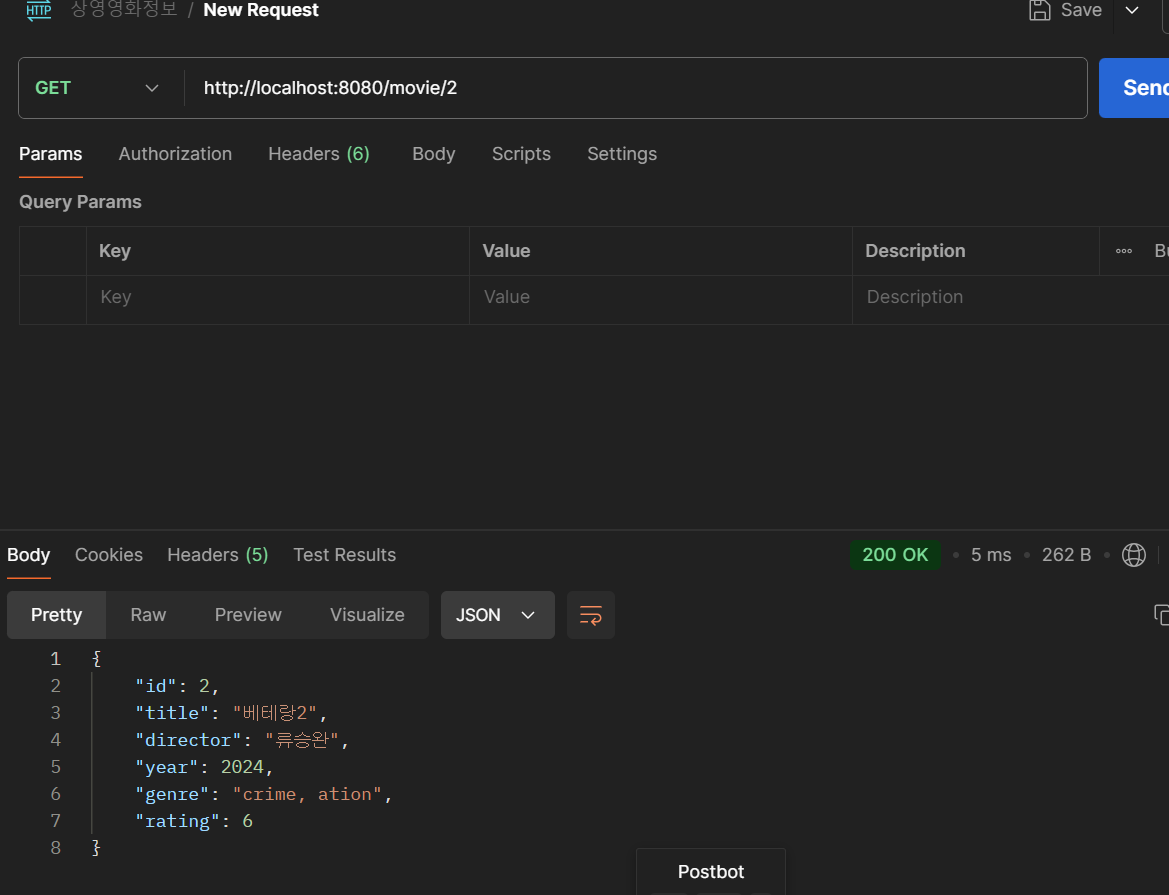 HTTP 상영영화정보 / New Request Save
GET http://localhost:8080/movie/2 Send
Params Authorization Headers (6) Body Scripts Settings
Query Params
Key Value Description Bu
Key Value Description
Body Cookies Headers (5) Test Results 200 OK • 5 ms • 262 B •
Pretty Raw Preview Visualize JSON
1 {
2 "id": 2,
3 "title": "베테랑2",
4 "director": "류승완",
5 "year": 2024,
6 "genre": "crime, ation",
7 "rating": 6
8 }
Postbot